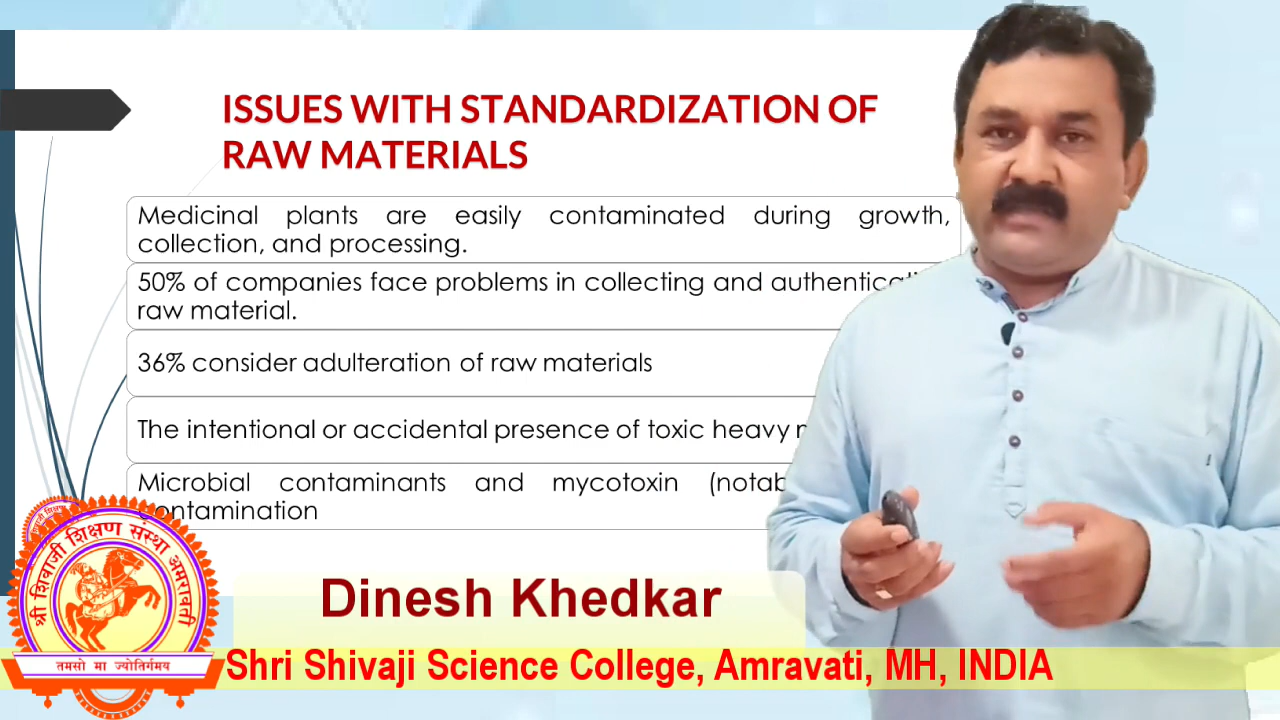 ISSUES WITH STANDARDIZATION OF
RAW MATERIALS
Medicinal plants are easily contaminated during growth,
collection, and processing.
50% of companies face problems in collecting and
raw material.
36% consider adulteration of raw materials
The intentional or accidental presence of toxic heavy
Microbial contaminants and mycotoxin
श्री शिवाजी शिक्षण संस्था अमरावती
तमसो मा ज्योतिर्गमय
Dinesh Khedkar
Shri Shivaji Science College, Amravati, MH, INDIA